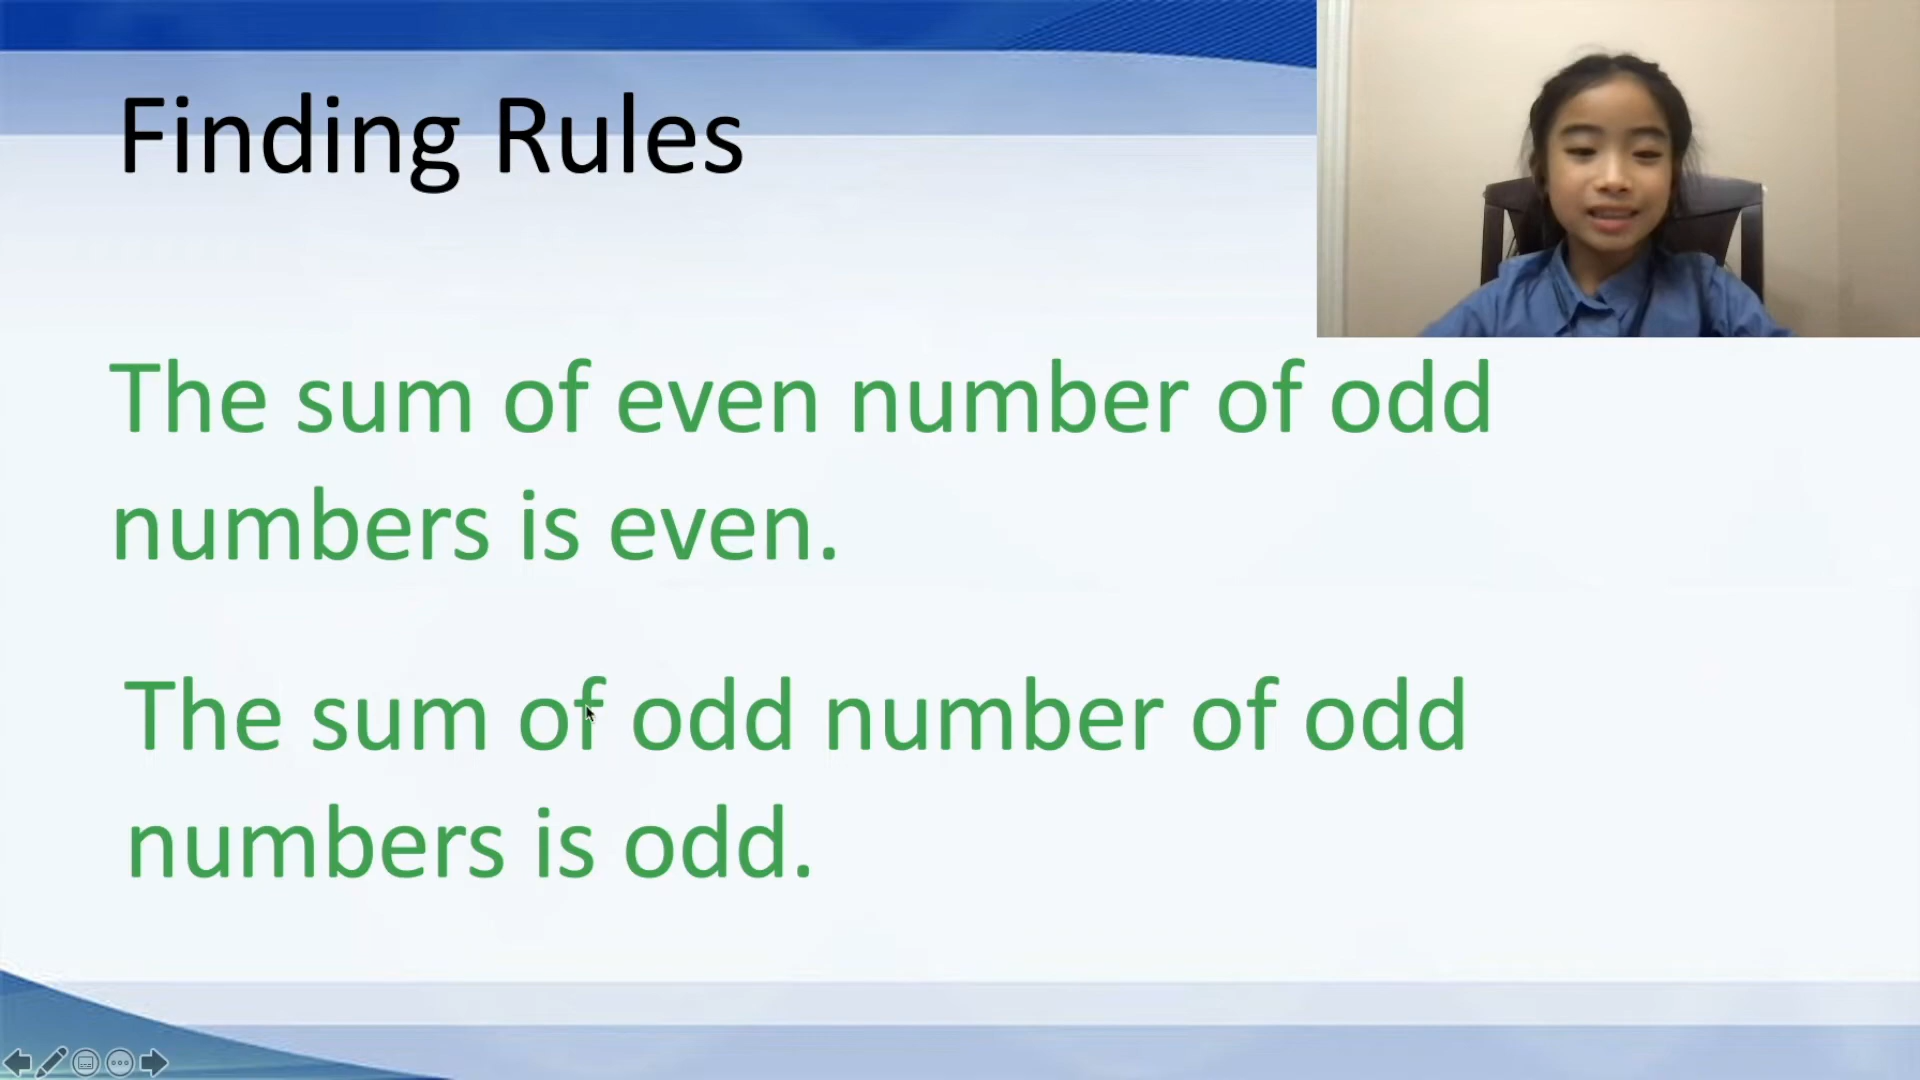 Finding Rules
The sum of even number of odd
numbers is even.
The sum of odd number of odd
numbers is odd.